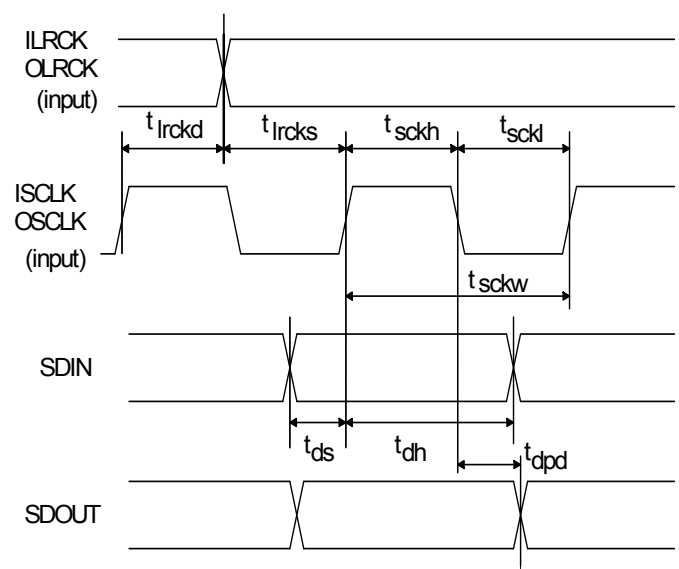 ILRCK
OLRCK
(input)
t lrckd
t lrcks
t sckh
t sckl
ISCLK
OSCLK
(input)
t sckw
SDIN
t ds
t dh
t dpd
SDOUT